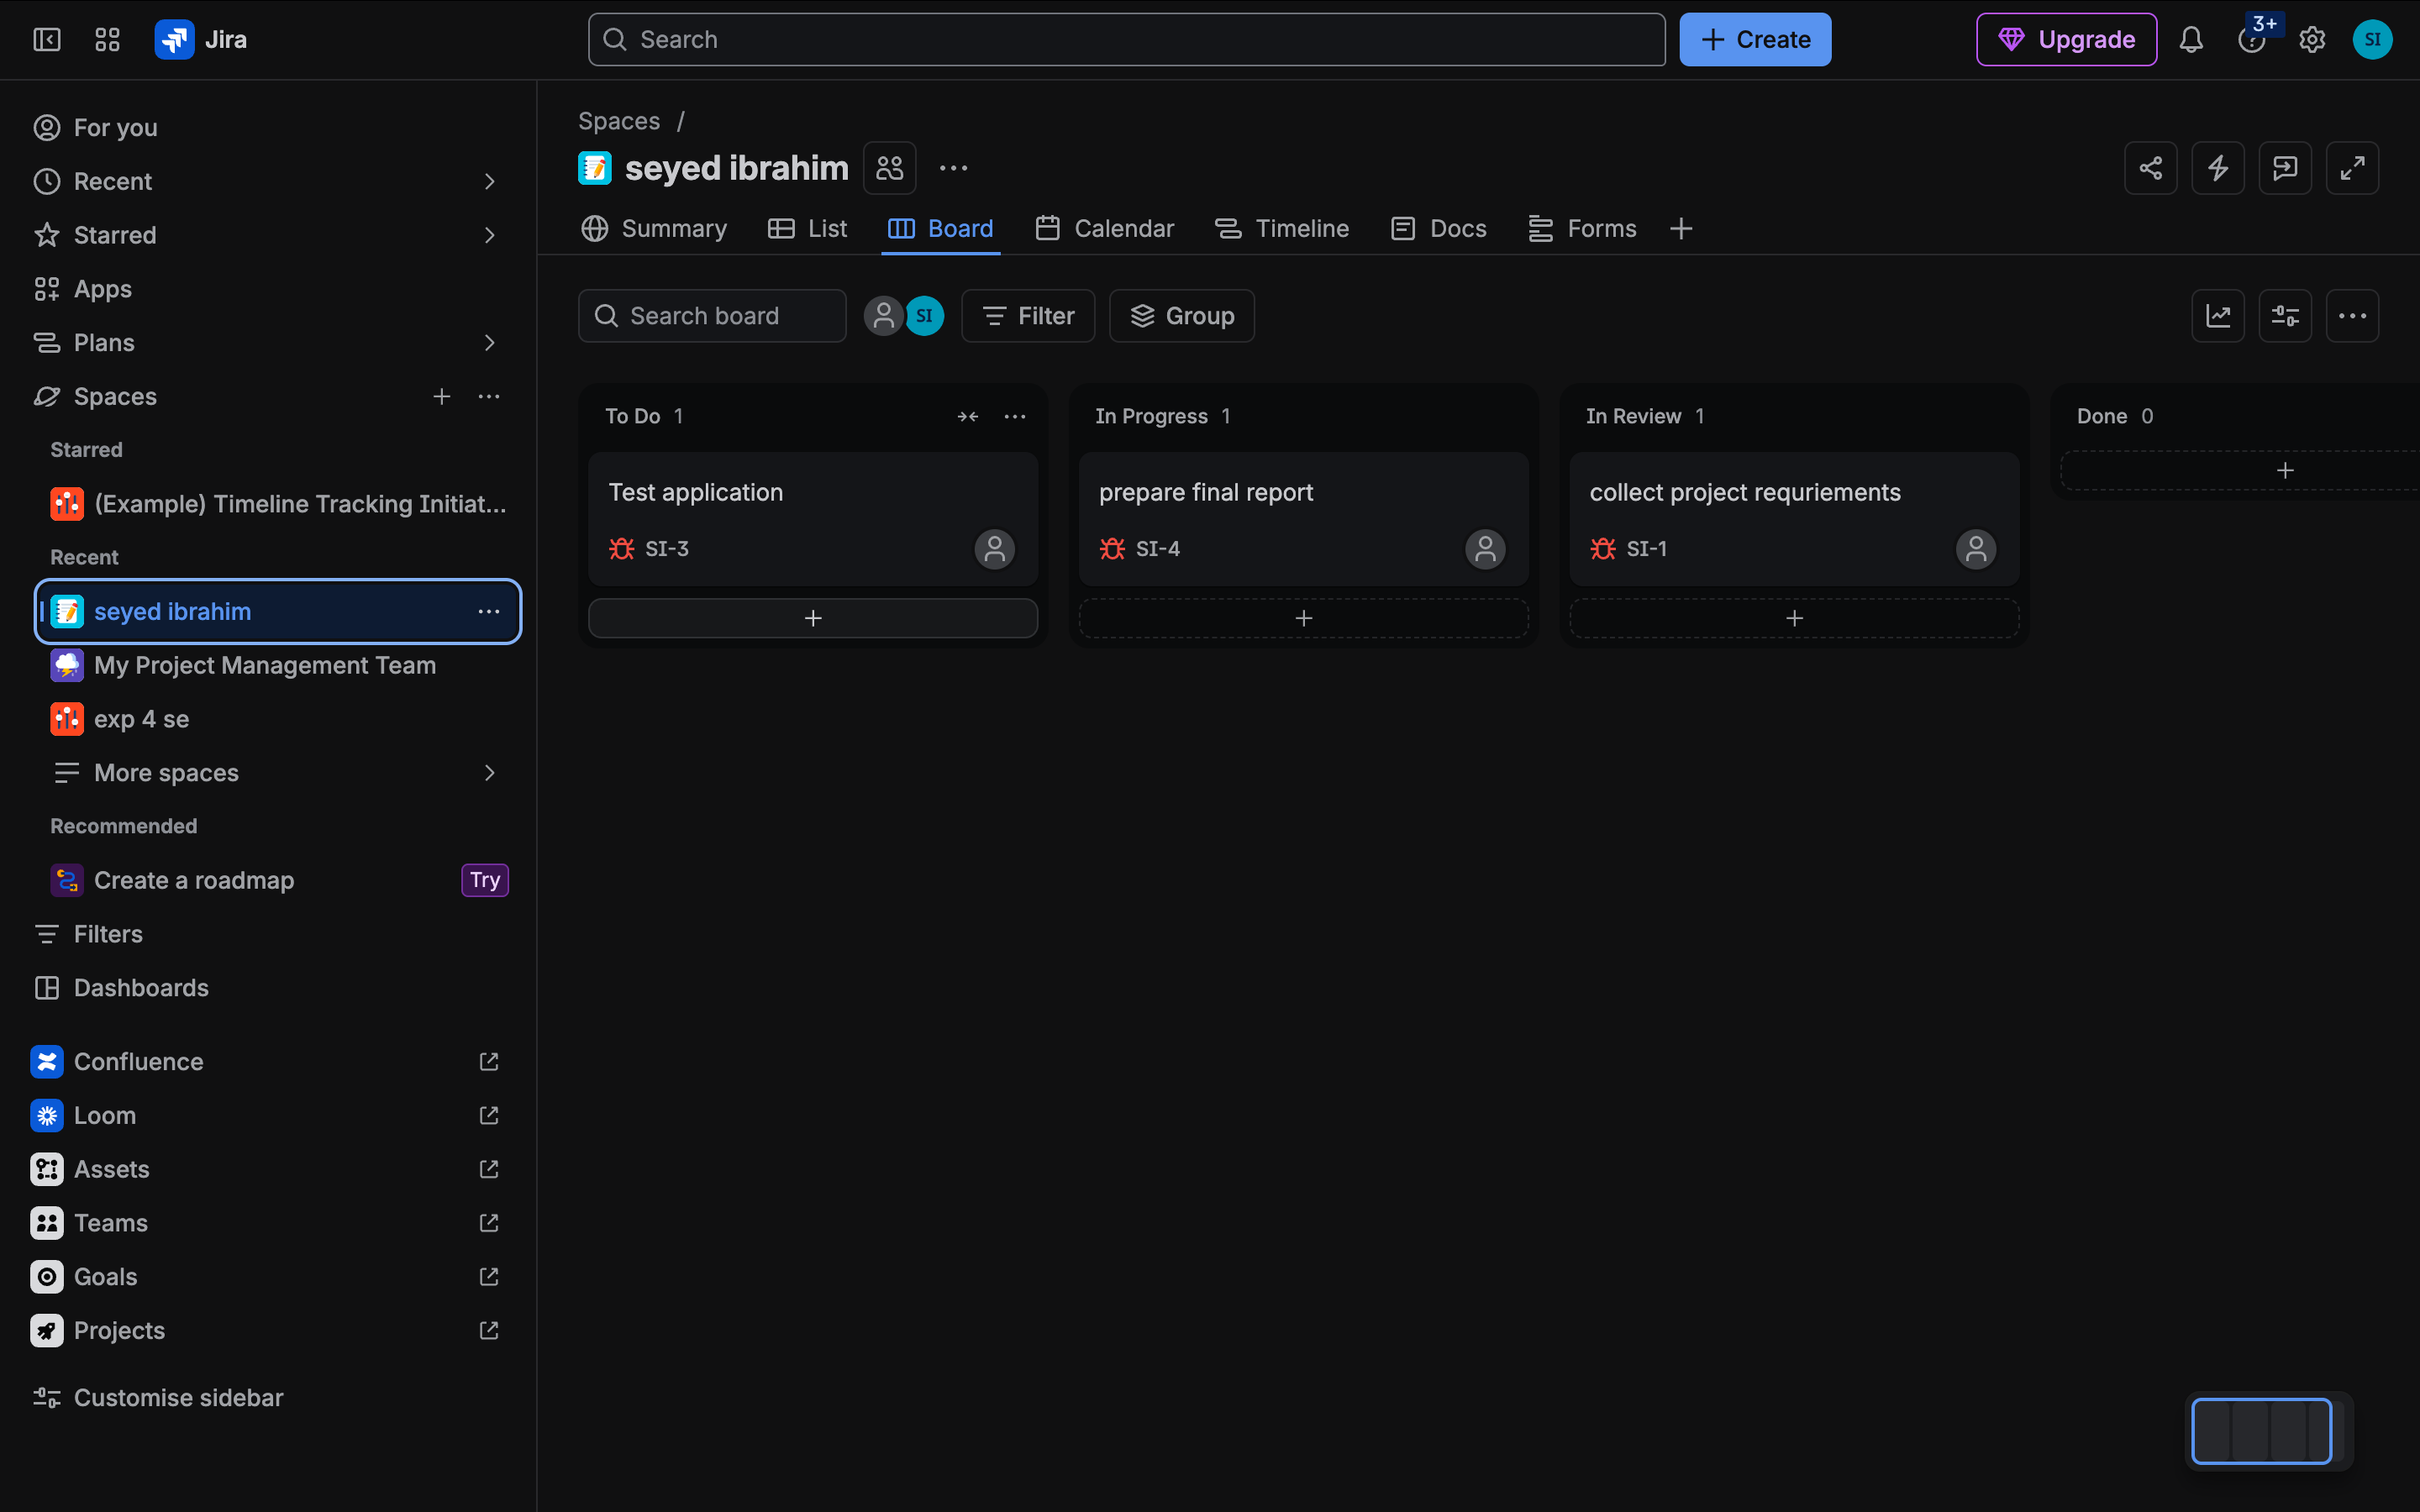 Jira
Search
Create
Upgrade
3+
SI
For you
Recent
Starred
Apps
Plans
Spaces
Starred
(Example) Timeline Tracking Initiat...
Recent
seyed ibrahim
My Project Management Team
exp 4 se
More spaces
Recommended
Create a roadmap
Try
Filters
Dashboards
Confluence
Loom
Assets
Teams
Goals
Projects
Customise sidebar
Spaces /
seyed ibrahim
Summary
List
Board
Calendar
Timeline
Docs
Forms
Search board
SI
Filter
Group
To Do 1
Test application
SI-3
In Progress 1
prepare final report
SI-4
In Review 1
collect project requriements
SI-1
Done 0